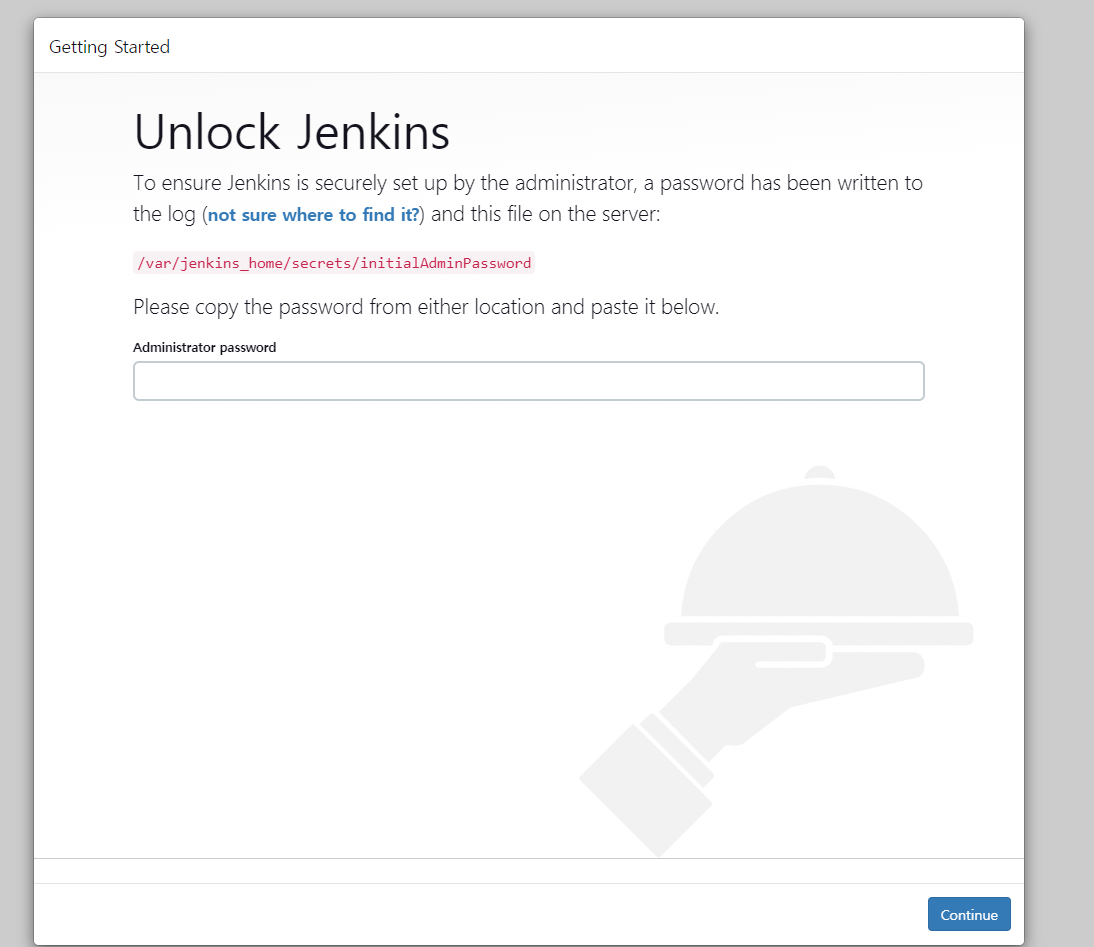 Getting Started
Unlock Jenkins
To ensure Jenkins is securely set up by the administrator, a password has been written to
the log (not sure where to find it?) and this file on the server:
/var/jenkins_home/secrets/initialAdminPassword
Please copy the password from either location and paste it below.
Administrator password
Continue